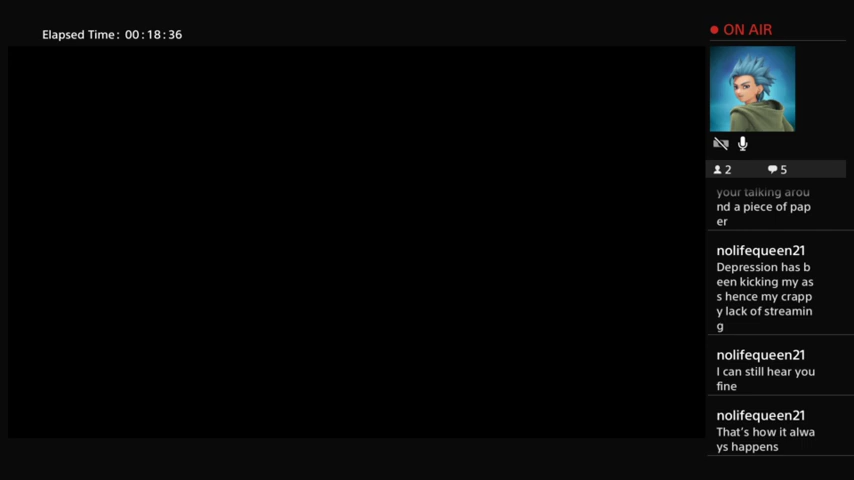 Elapsed Time: 00:18:36
ON AIR
2 5
your talking arou
nd a piece of pap
er
nolifequeen21
Depression has b
een kicking my as
s hence my crapp
y lack of streamin
g
nolifequeen21
I can still hear you
fine
nolifequeen21
That's how it alwa
ys happens